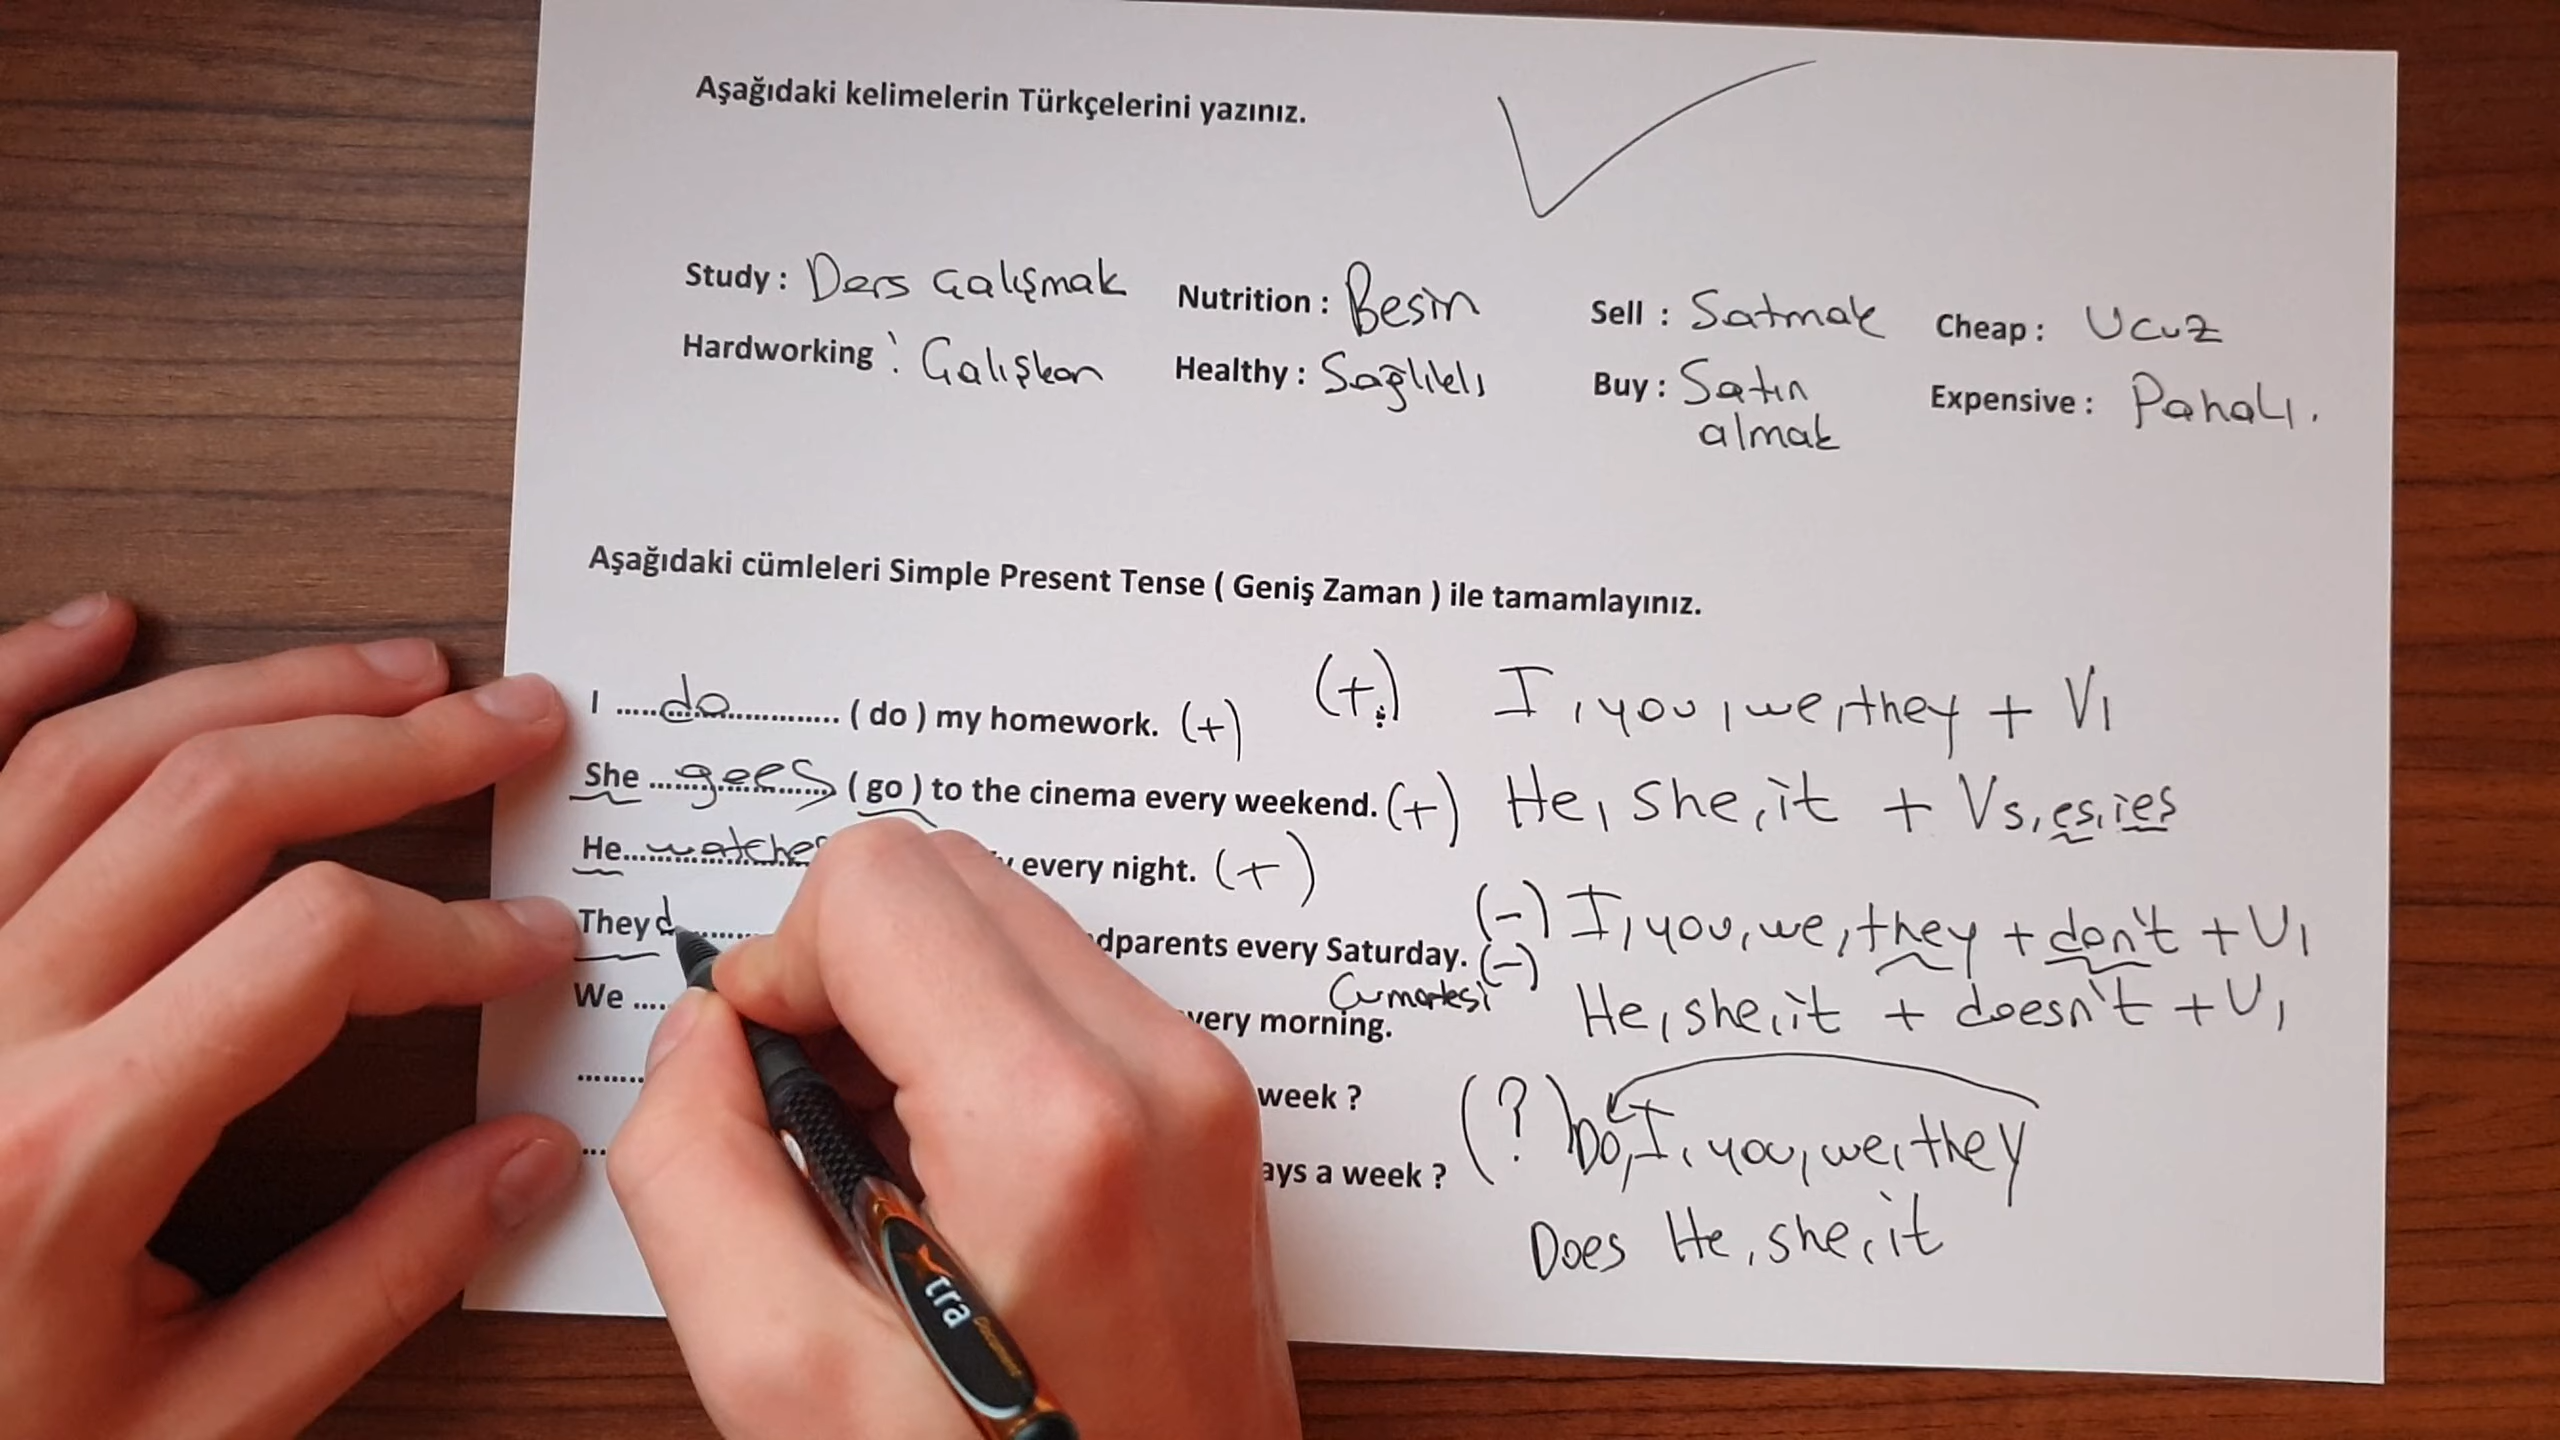 Aşağıdaki kelimelerin Türkçelerini yazınız.
Study : Ders Çalışmak Nutrition : Besin Sell : Satmak Cheap : Ucuz
Hardworking : Çalışkan Healthy : Sağlıklı Buy : Satın almak Expensive : Pahalı.
Aşağıdaki cümleleri Simple Present Tense ( Geniş Zaman ) ile tamamlayınız.
I .....do................ ( do ) my homework. (+) (+) I, you, we, they + V1
She ...goes... ( go ) to the cinema every weekend. (+) He, she, it + Vs, es, ies
He...watches every night. (+)
They d......... dparents every Saturday. (-) (-) I, you, we, they + don't + V1
Cumartesi
We ..... very morning. He, she, it + doesn't + V1
........ week ? (?) Do, I, you, we, they
... ays a week ? Does He, she, it
tra